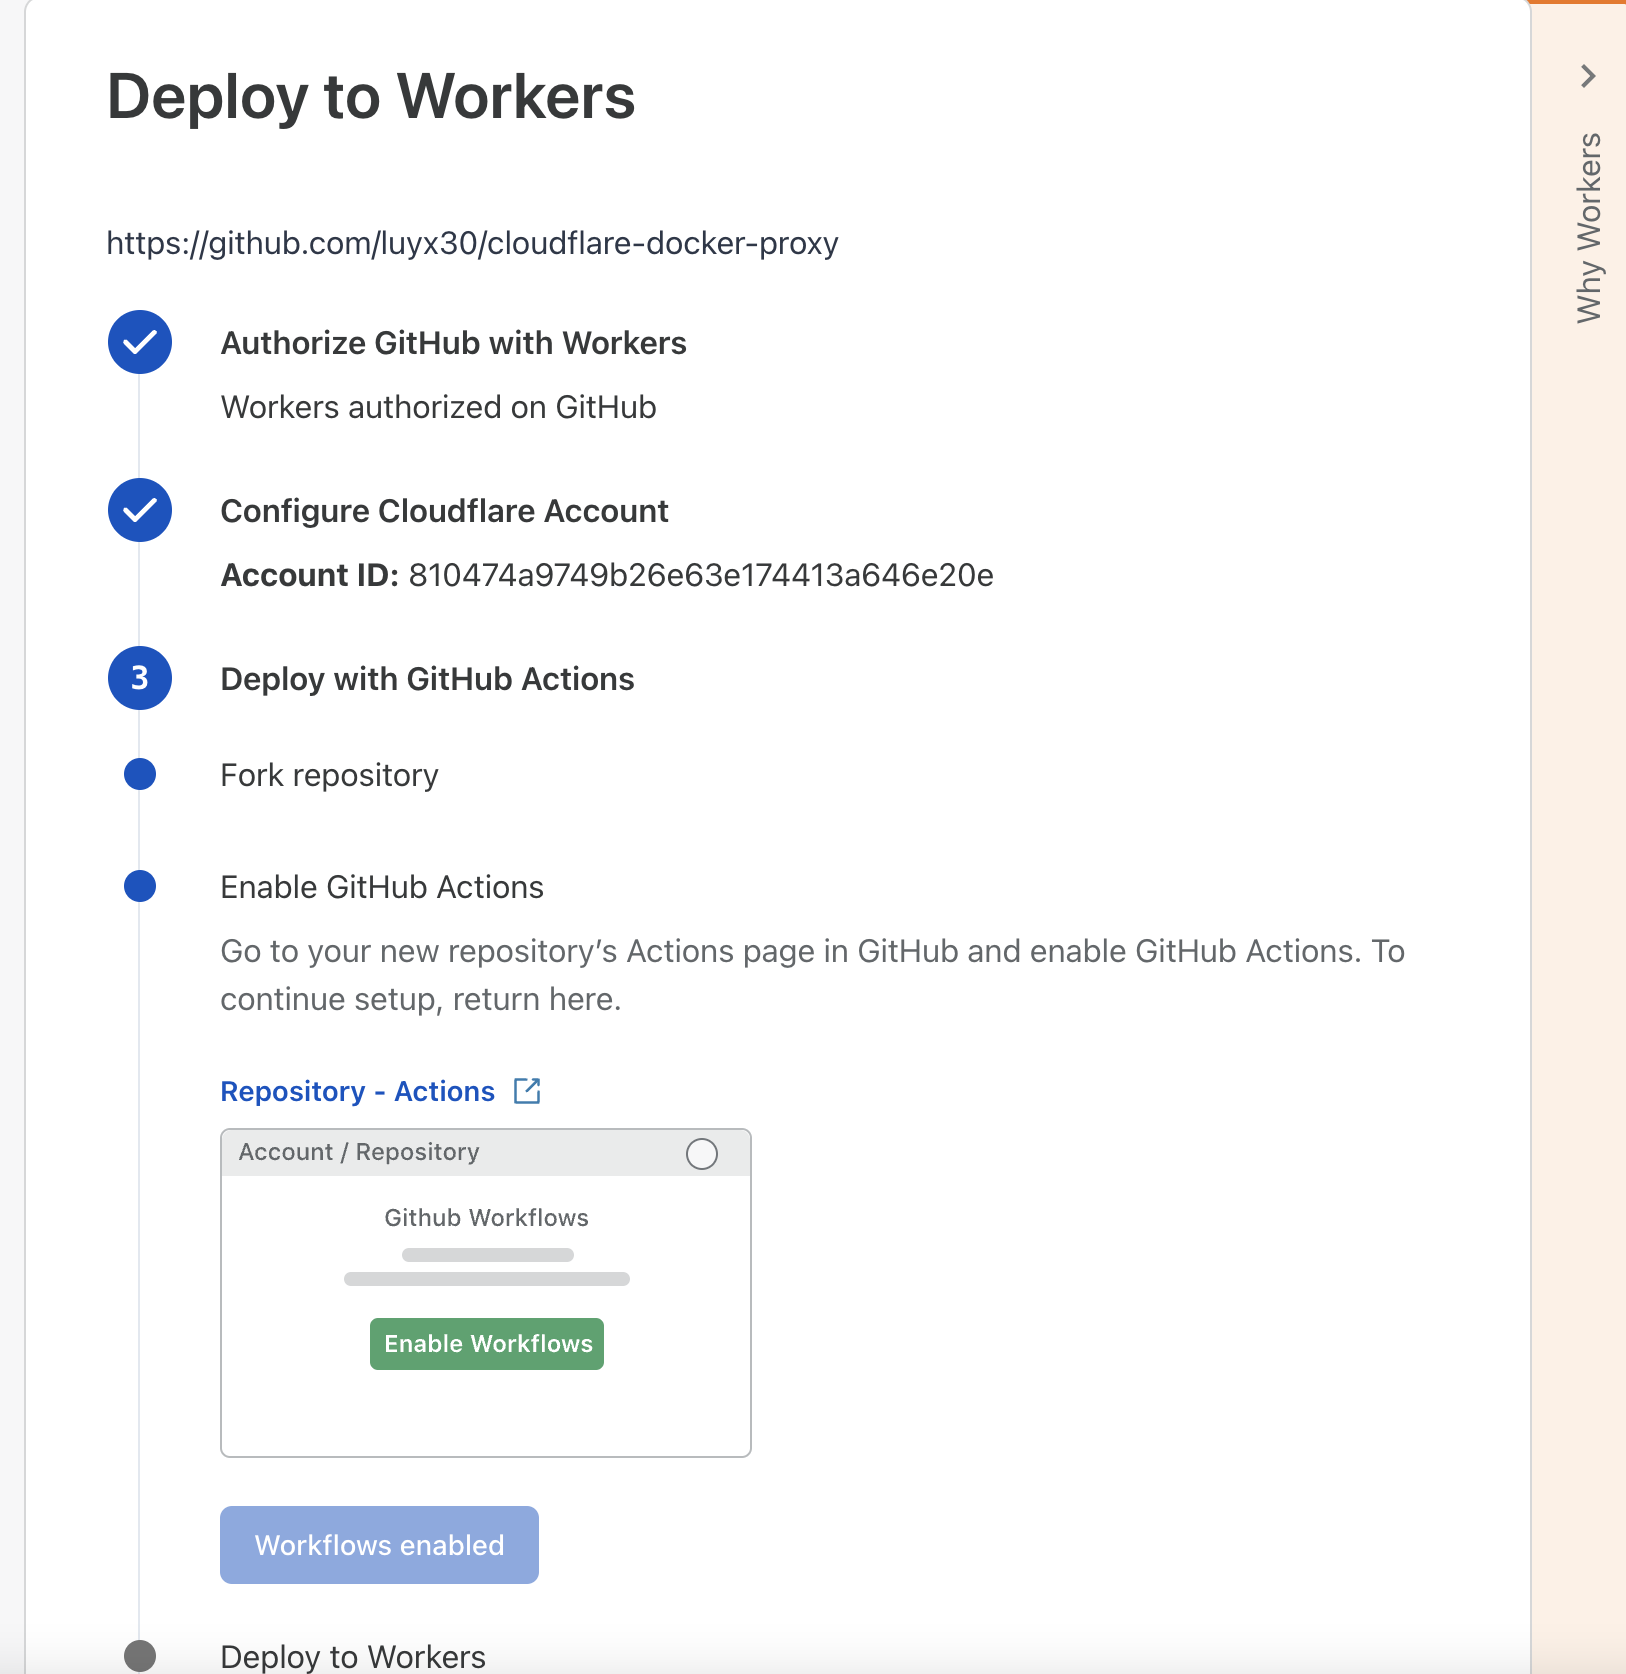 Deploy to Workers
Why Workers
https://github.com/luyx30/cloudflare-docker-proxy
Authorize GitHub with Workers
Workers authorized on GitHub
Configure Cloudflare Account
Account ID: 810474a9749b26e63e174413a646e20e
3
Deploy with GitHub Actions
Fork repository
Enable GitHub Actions
Go to your new repository’s Actions page in GitHub and enable GitHub Actions. To
continue setup, return here.
Repository - Actions
Account / Repository
Github Workflows
Enable Workflows
Workflows enabled
Deploy to Workers